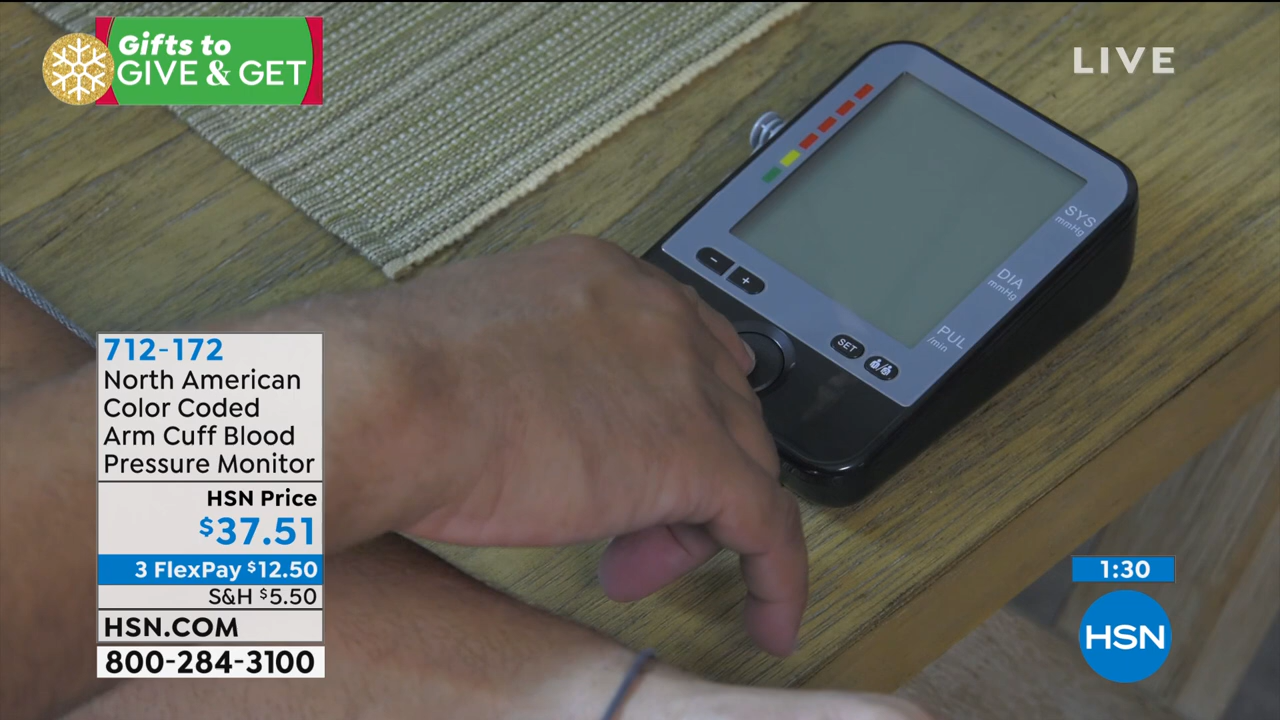 Gifts to
GIVE & GET
LIVE
SYS
mmHg
DIA
mmHg
PUL
/min
-
+
SET
712-172
North American
Color Coded
Arm Cuff Blood
Pressure Monitor
HSN Price
$37.51
3 FlexPay $12.50
S&H $5.50
HSN.COM
800-284-3100
1:30
HSN